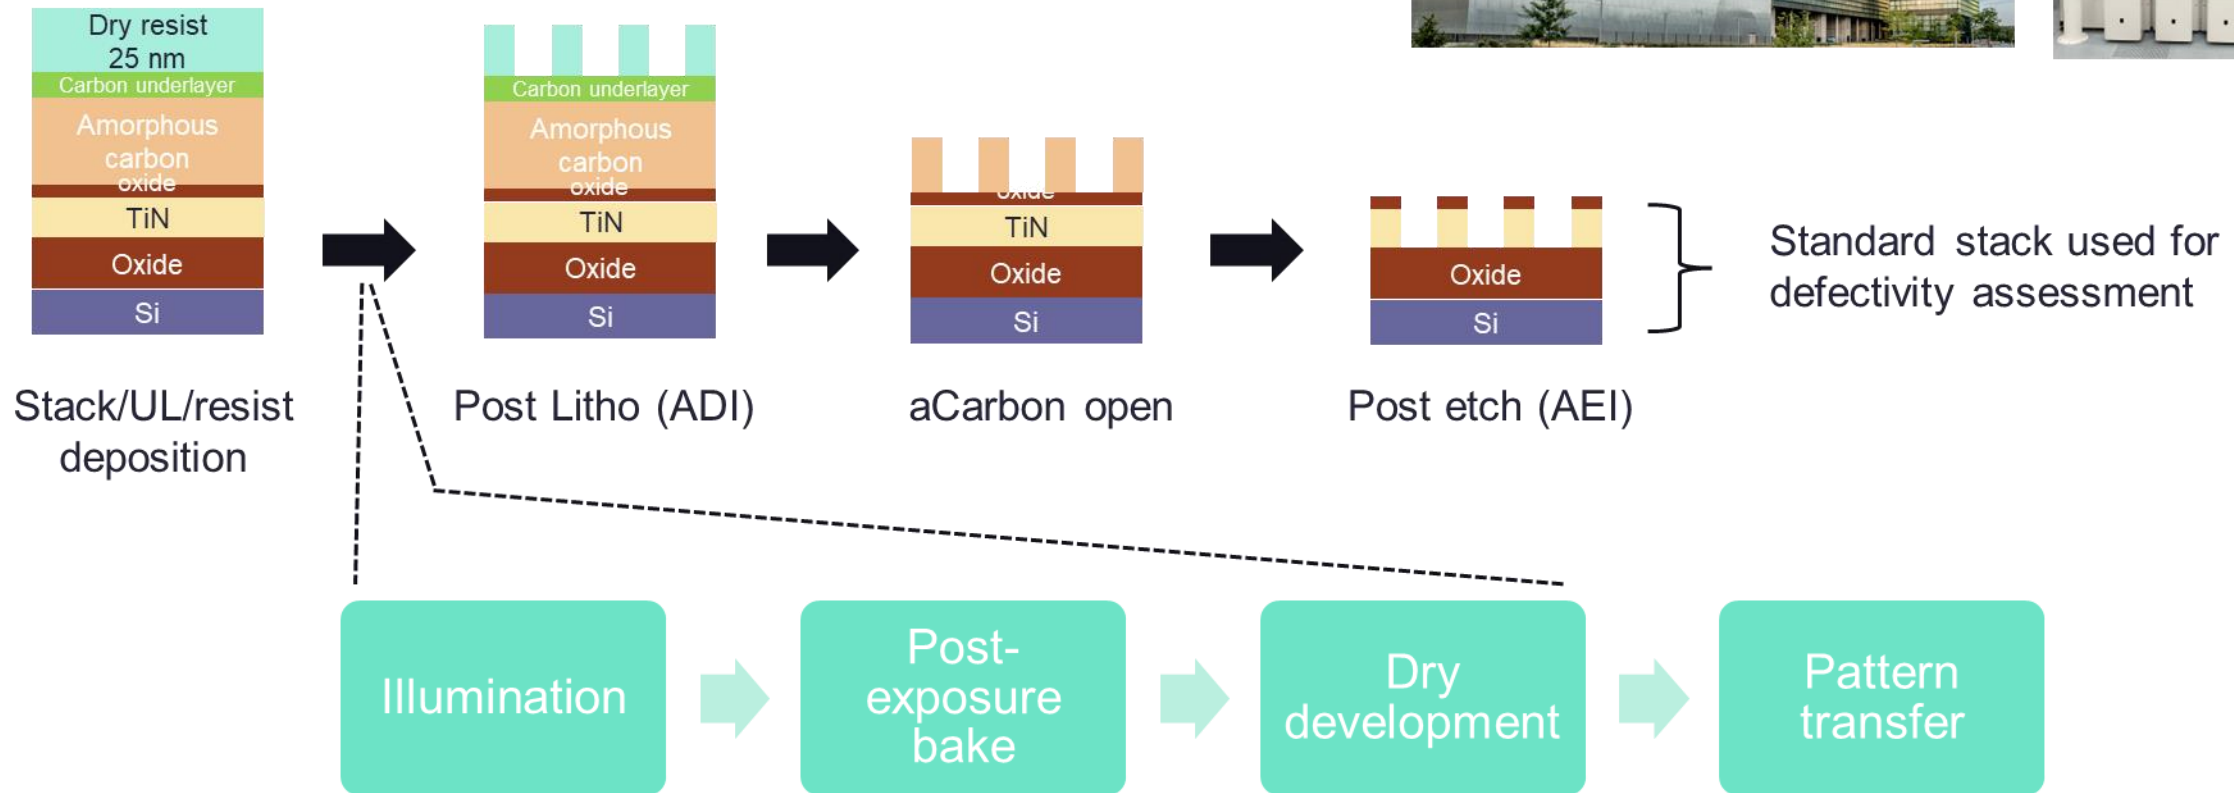 Dry resist
25 nm
Carbon underlayer
Amorphous
carbon
oxide
TiN
Oxide
Si
Stack/UL/resist
deposition
Carbon underlayer
Amorphous
carbon
oxide
TiN
Oxide
Si
Post Litho (ADI)
oxide
TiN
Oxide
Si
aCarbon open
Oxide
Si
Post etch (AEI)
Standard stack used for
defectivity assessment
Illumination
Post-
exposure
bake
Dry
development
Pattern
transfer